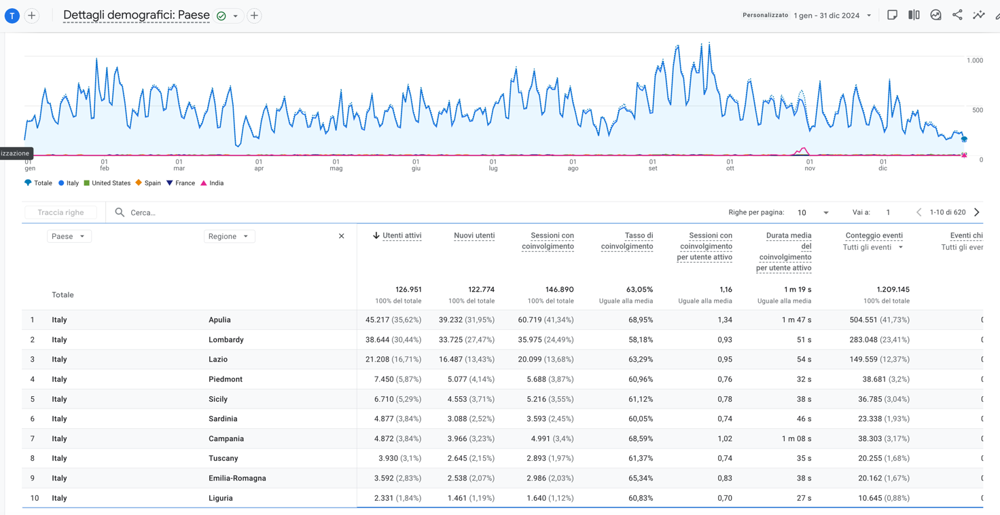 T
Dettagli demografici: Paese
Personalizzato 1 gen - 31 dic 2024
1.000
500
0
izzazione
01 gen
01 feb
01 mar
01 apr
01 mag
01 giu
01 lug
01 ago
01 set
01 ott
01 nov
01 dic
Totale Italy United States Spain France India
Traccia righe
Cerca…
Righe per pagina: 10 Vai a: 1 1-10 di 620
Paese
Regione
Utenti attivi
Nuovi utenti
Sessioni con
coinvolgimento
Tasso di
coinvolgimento
Sessioni con
coinvolgimento
per utente attivo
Durata media
del
coinvolgimento
per utente attivo
Conteggio eventi
Tutti gli eventi
Eventi chi
Tutti gli ever
Totale
126.951 122.774 146.890 63,05% 1,16 1 m 19 s 1.209.145
100% del totale 100% del totale 100% del totale Uguale alla media Uguale alla media Uguale alla media 100% del totale
1 Italy Apulia 45.217 (35,62%) 39.232 (31,95%) 60.719 (41,34%) 68,95% 1,34 1 m 47 s 504.551 (41,73%)
2 Italy Lombardy 38.644 (30,44%) 33.725 (27,47%) 35.975 (24,49%) 58,18% 0,93 51 s 283.048 (23,41%)
3 Italy Lazio 21.208 (16,71%) 16.487 (13,43%) 20.099 (13,68%) 63,29% 0,95 54 s 149.559 (12,37%)
4 Italy Piedmont 7.450 (5,87%) 5.077 (4,14%) 5.688 (3,87%) 60,96% 0,76 32 s 38.681 (3,2%)
5 Italy Sicily 6.710 (5,29%) 4.553 (3,71%) 5.216 (3,55%) 61,12% 0,78 38 s 36.785 (3,04%)
6 Italy Sardinia 4.877 (3,84%) 3.088 (2,52%) 3.593 (2,45%) 60,05% 0,74 46 s 23.338 (1,93%)
7 Italy Campania 4.872 (3,84%) 3.966 (3,23%) 4.991 (3,4%) 68,59% 1,02 1 m 08 s 38.303 (3,17%)
8 Italy Tuscany 3.930 (3,1%) 2.645 (2,15%) 2.893 (1,97%) 61,37% 0,74 35 s 20.255 (1,68%)
9 Italy Emilia-Romagna 3.592 (2,83%) 2.538 (2,07%) 2.986 (2,03%) 65,34% 0,83 38 s 20.162 (1,67%)
10 Italy Liguria 2.331 (1,84%) 1.461 (1,19%) 1.640 (1,12%) 60,83% 0,70 27 s 10.645 (0,88%)